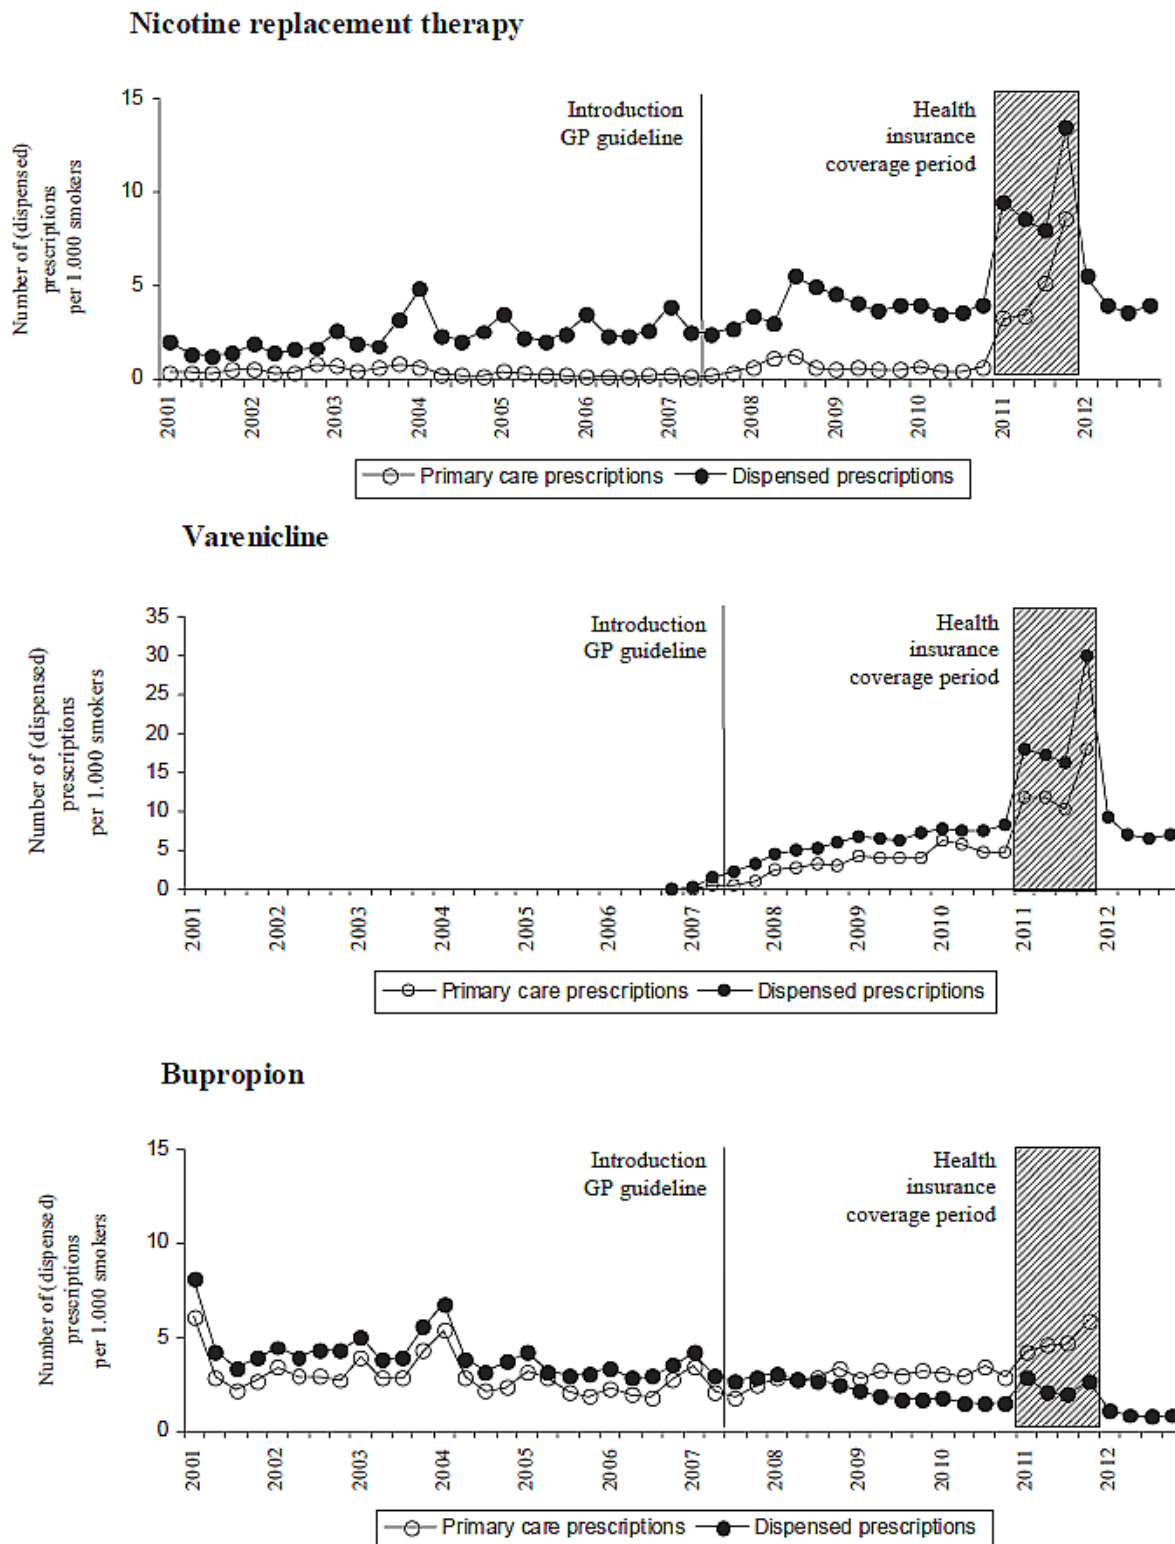 Nicotine replacement therapy
Number of (dispensed)
prescriptions
per 1.000 smokers
15
10
5
0
Introduction
GP guideline
Health
insurance
coverage period
2001
2002
2003
2004
2005
2006
2007
2008
2009
2010
2011
2012
Primary care prescriptions
Dispensed prescriptions
Varenicline
Number of (dispensed)
prescriptions
per 1.000 smokers
35
30
25
20
15
10
5
0
Introduction
GP guideline
Health
insurance
coverage period
2001
2002
2003
2004
2005
2006
2007
2008
2009
2010
2011
2012
Primary care prescriptions
Dispensed prescriptions
Bupropion
Number of (dispensed)
prescriptions
per 1.000 smokers
15
10
5
0
Introduction
GP guideline
Health
insurance
coverage period
2001
2002
2003
2004
2005
2006
2007
2008
2009
2010
2011
2012
Primary care prescriptions
Dispensed prescriptions